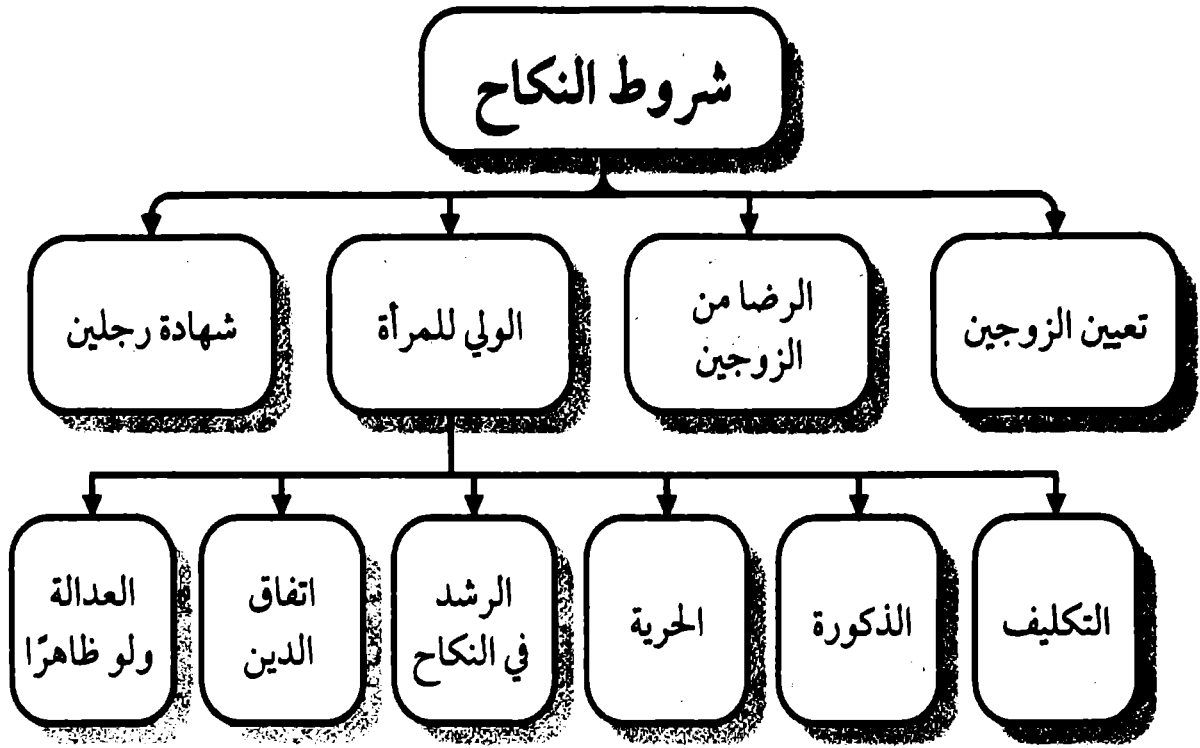 شروط النكاح
تعيين الزوجين
الرضا من
الزوجين
الولي للمرأة
شهادة رجلين
التكليف
الذكورة
الحرية
الرشد
في النكاح
اتفاق
الدين
العدالة
ولو ظاهرًا